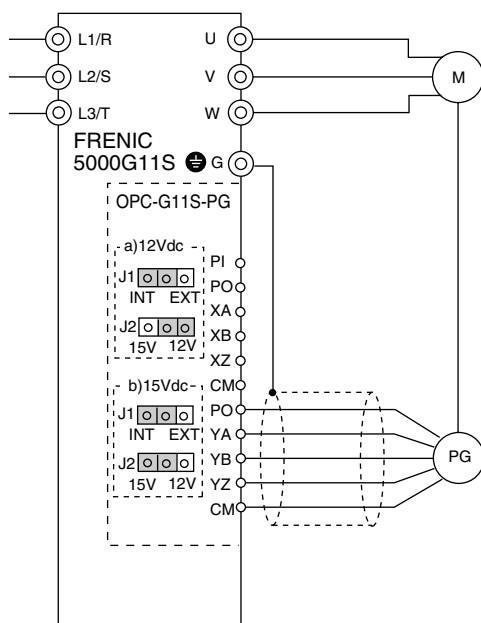 L1/R
U
L2/S
V
M
L3/T
W
FRENIC
5000G11S
G
OPC-G11S-PG
a)12Vdc
PI
J1
PO
INT EXT
XA
J2
XB
15V 12V
XZ
CM
b)15Vdc
PO
J1
YA
INT EXT
YB
PG
J2
YZ
15V 12V
CM